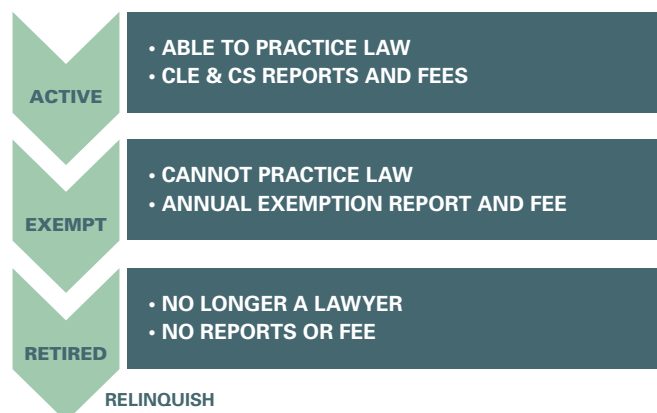 ACTIVE
• ABLE TO PRACTICE LAW
• CLE & CS REPORTS AND FEES
EXEMPT
• CANNOT PRACTICE LAW
• ANNUAL EXEMPTION REPORT AND FEE
RETIRED
• NO LONGER A LAWYER
• NO REPORTS OR FEE
RELINQUISH